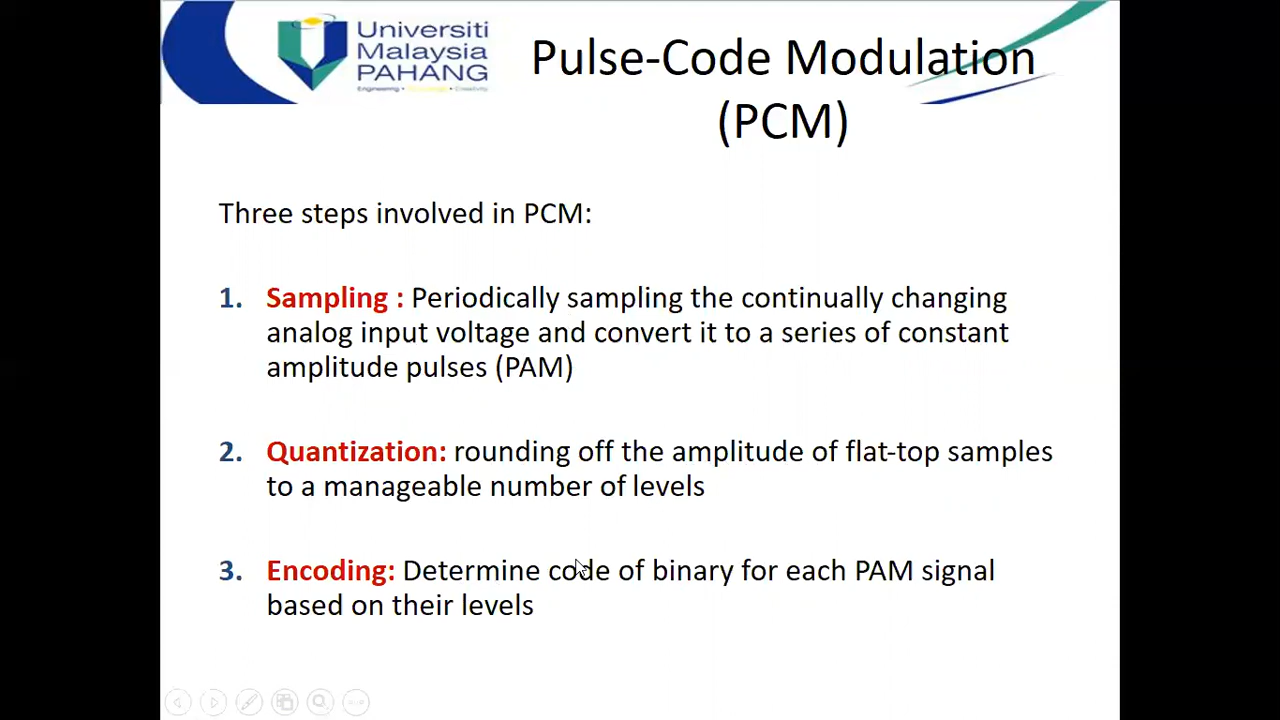 Universiti
Malaysia
PAHANG
Engineering • Technology • Creativity
Pulse-Code Modulation
(PCM)
Three steps involved in PCM:
1. Sampling : Periodically sampling the continually changing
analog input voltage and convert it to a series of constant
amplitude pulses (PAM)
2. Quantization: rounding off the amplitude of flat-top samples
to a manageable number of levels
3. Encoding: Determine code of binary for each PAM signal
based on their levels